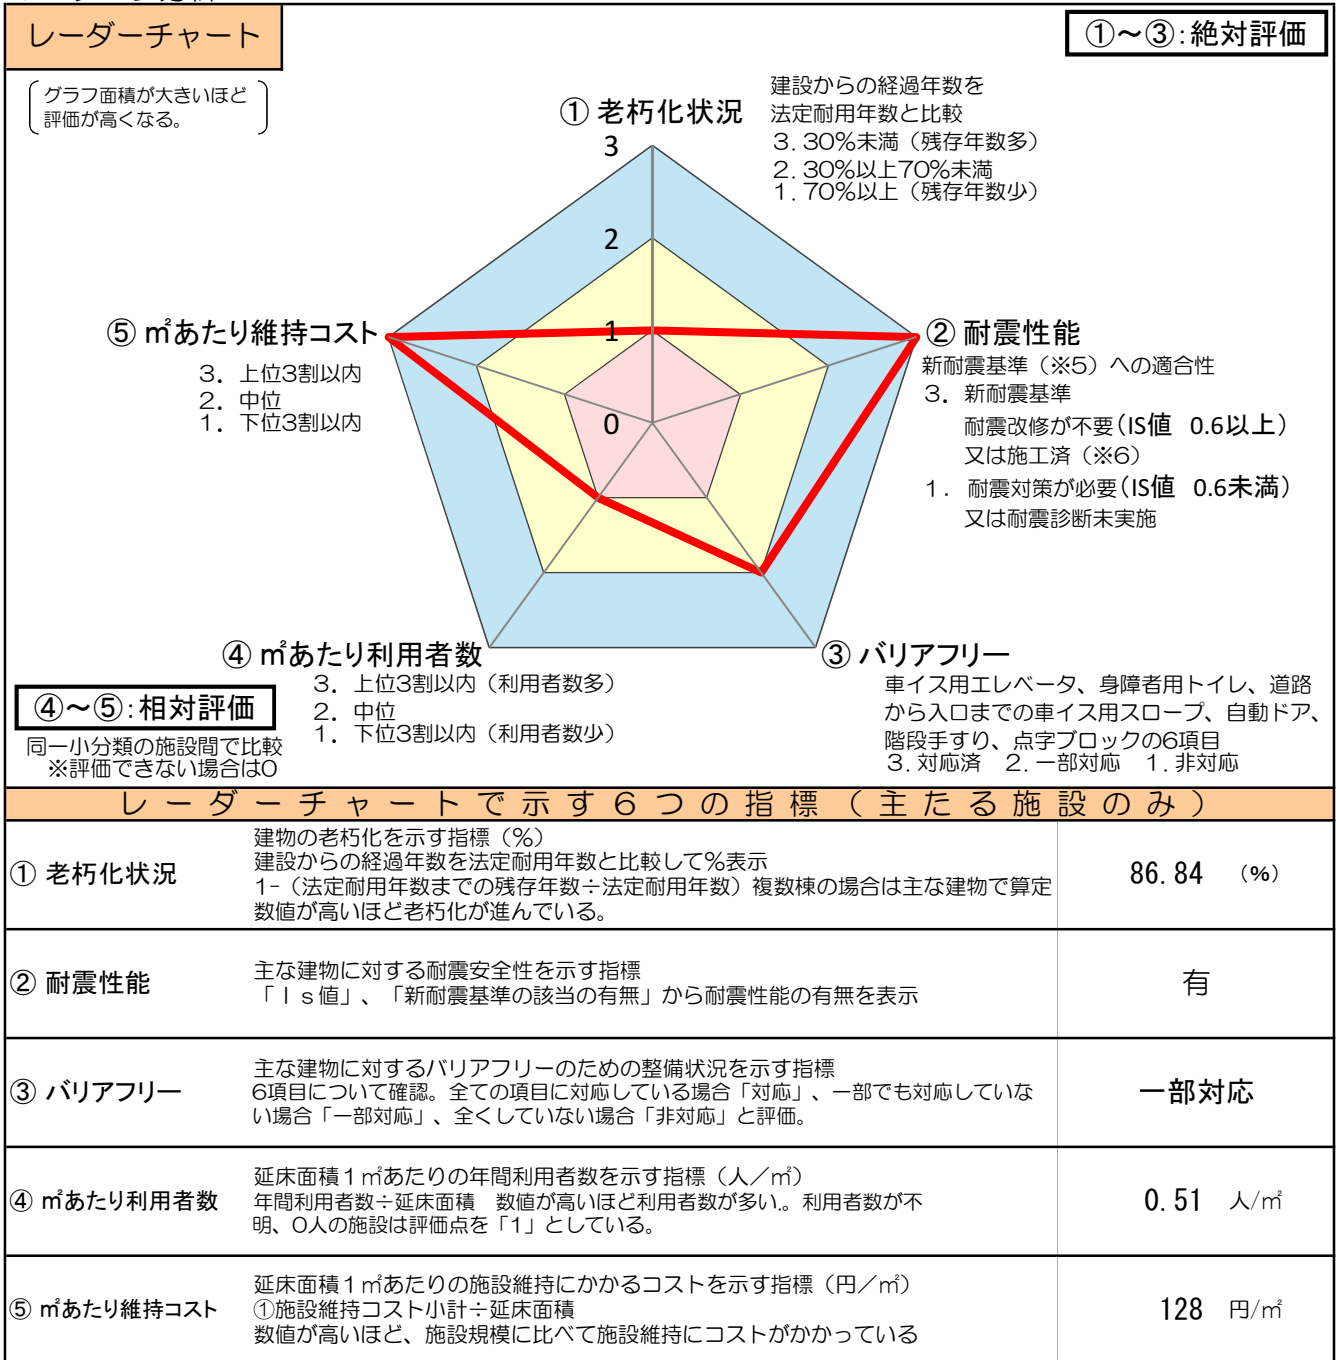 レーダーチャート
①～③：絶対評価
グラフ面積が大きいほど
評価が高くなる。
① 老朽化状況
建設からの経過年数を
法定耐用年数と比較
３．30％未満（残存年数多）
２．30％以上70％未満
１．70％以上（残存年数少）
3
2
1
0
⑤ ㎡あたり維持コスト
３．上位3割以内
２．中位
１．下位3割以内
② 耐震性能
新耐震基準（※5）への適合性
３．新耐震基準
耐震改修が不要（IS値　0.6以上）
又は施工済（※6）
１．耐震対策が必要（IS値　0.6未満）
又は耐震診断未実施
④ ㎡あたり利用者数
３．上位3割以内（利用者数多）
２．中位
１．下位3割以内（利用者数少）
③ バリアフリー
車イス用エレベータ、身障者用トイレ、道路
から入口までの車イス用スロープ、自動ドア、
階段手すり、点字ブロックの6項目
３．対応済　２．一部対応　１．非対応
④～⑤：相対評価
同一小分類の施設間で比較
※評価できない場合は0
レーダーチャートで示す６つの指標（主たる施設のみ）
① 老朽化状況
建物の老朽化を示す指標（％）
建設からの経過年数を法定耐用年数と比較して％表示
1-（法定耐用年数までの残存年数÷法定耐用年数）複数棟の場合は主な建物で算定
数値が高いほど老朽化が進んでいる。
86.84　（％）
② 耐震性能
主な建物に対する耐震安全性を示す指標
「Ｉｓ値」、「新耐震基準の該当の有無」から耐震性能の有無を表示
有
③ バリアフリー
主な建物に対するバリアフリーのための整備状況を示す指標
6項目について確認。全ての項目に対応している場合「対応」、一部でも対応していな
い場合「一部対応」、全くしていない場合「非対応」と評価。
一部対応
④ ㎡あたり利用者数
延床面積１㎡あたりの年間利用者数を示す指標（人／㎡）
年間利用者数÷延床面積　数値が高いほど利用者数が多い。利用者数が不
明、0人の施設は評価点を「1」としている。
0.51　人/㎡
⑤ ㎡あたり維持コスト
延床面積１㎡あたりの施設維持にかかるコストを示す指標（円／㎡）
①施設維持コスト小計÷延床面積
数値が高いほど、施設規模に比べて施設維持にコストがかかっている
128　円/㎡